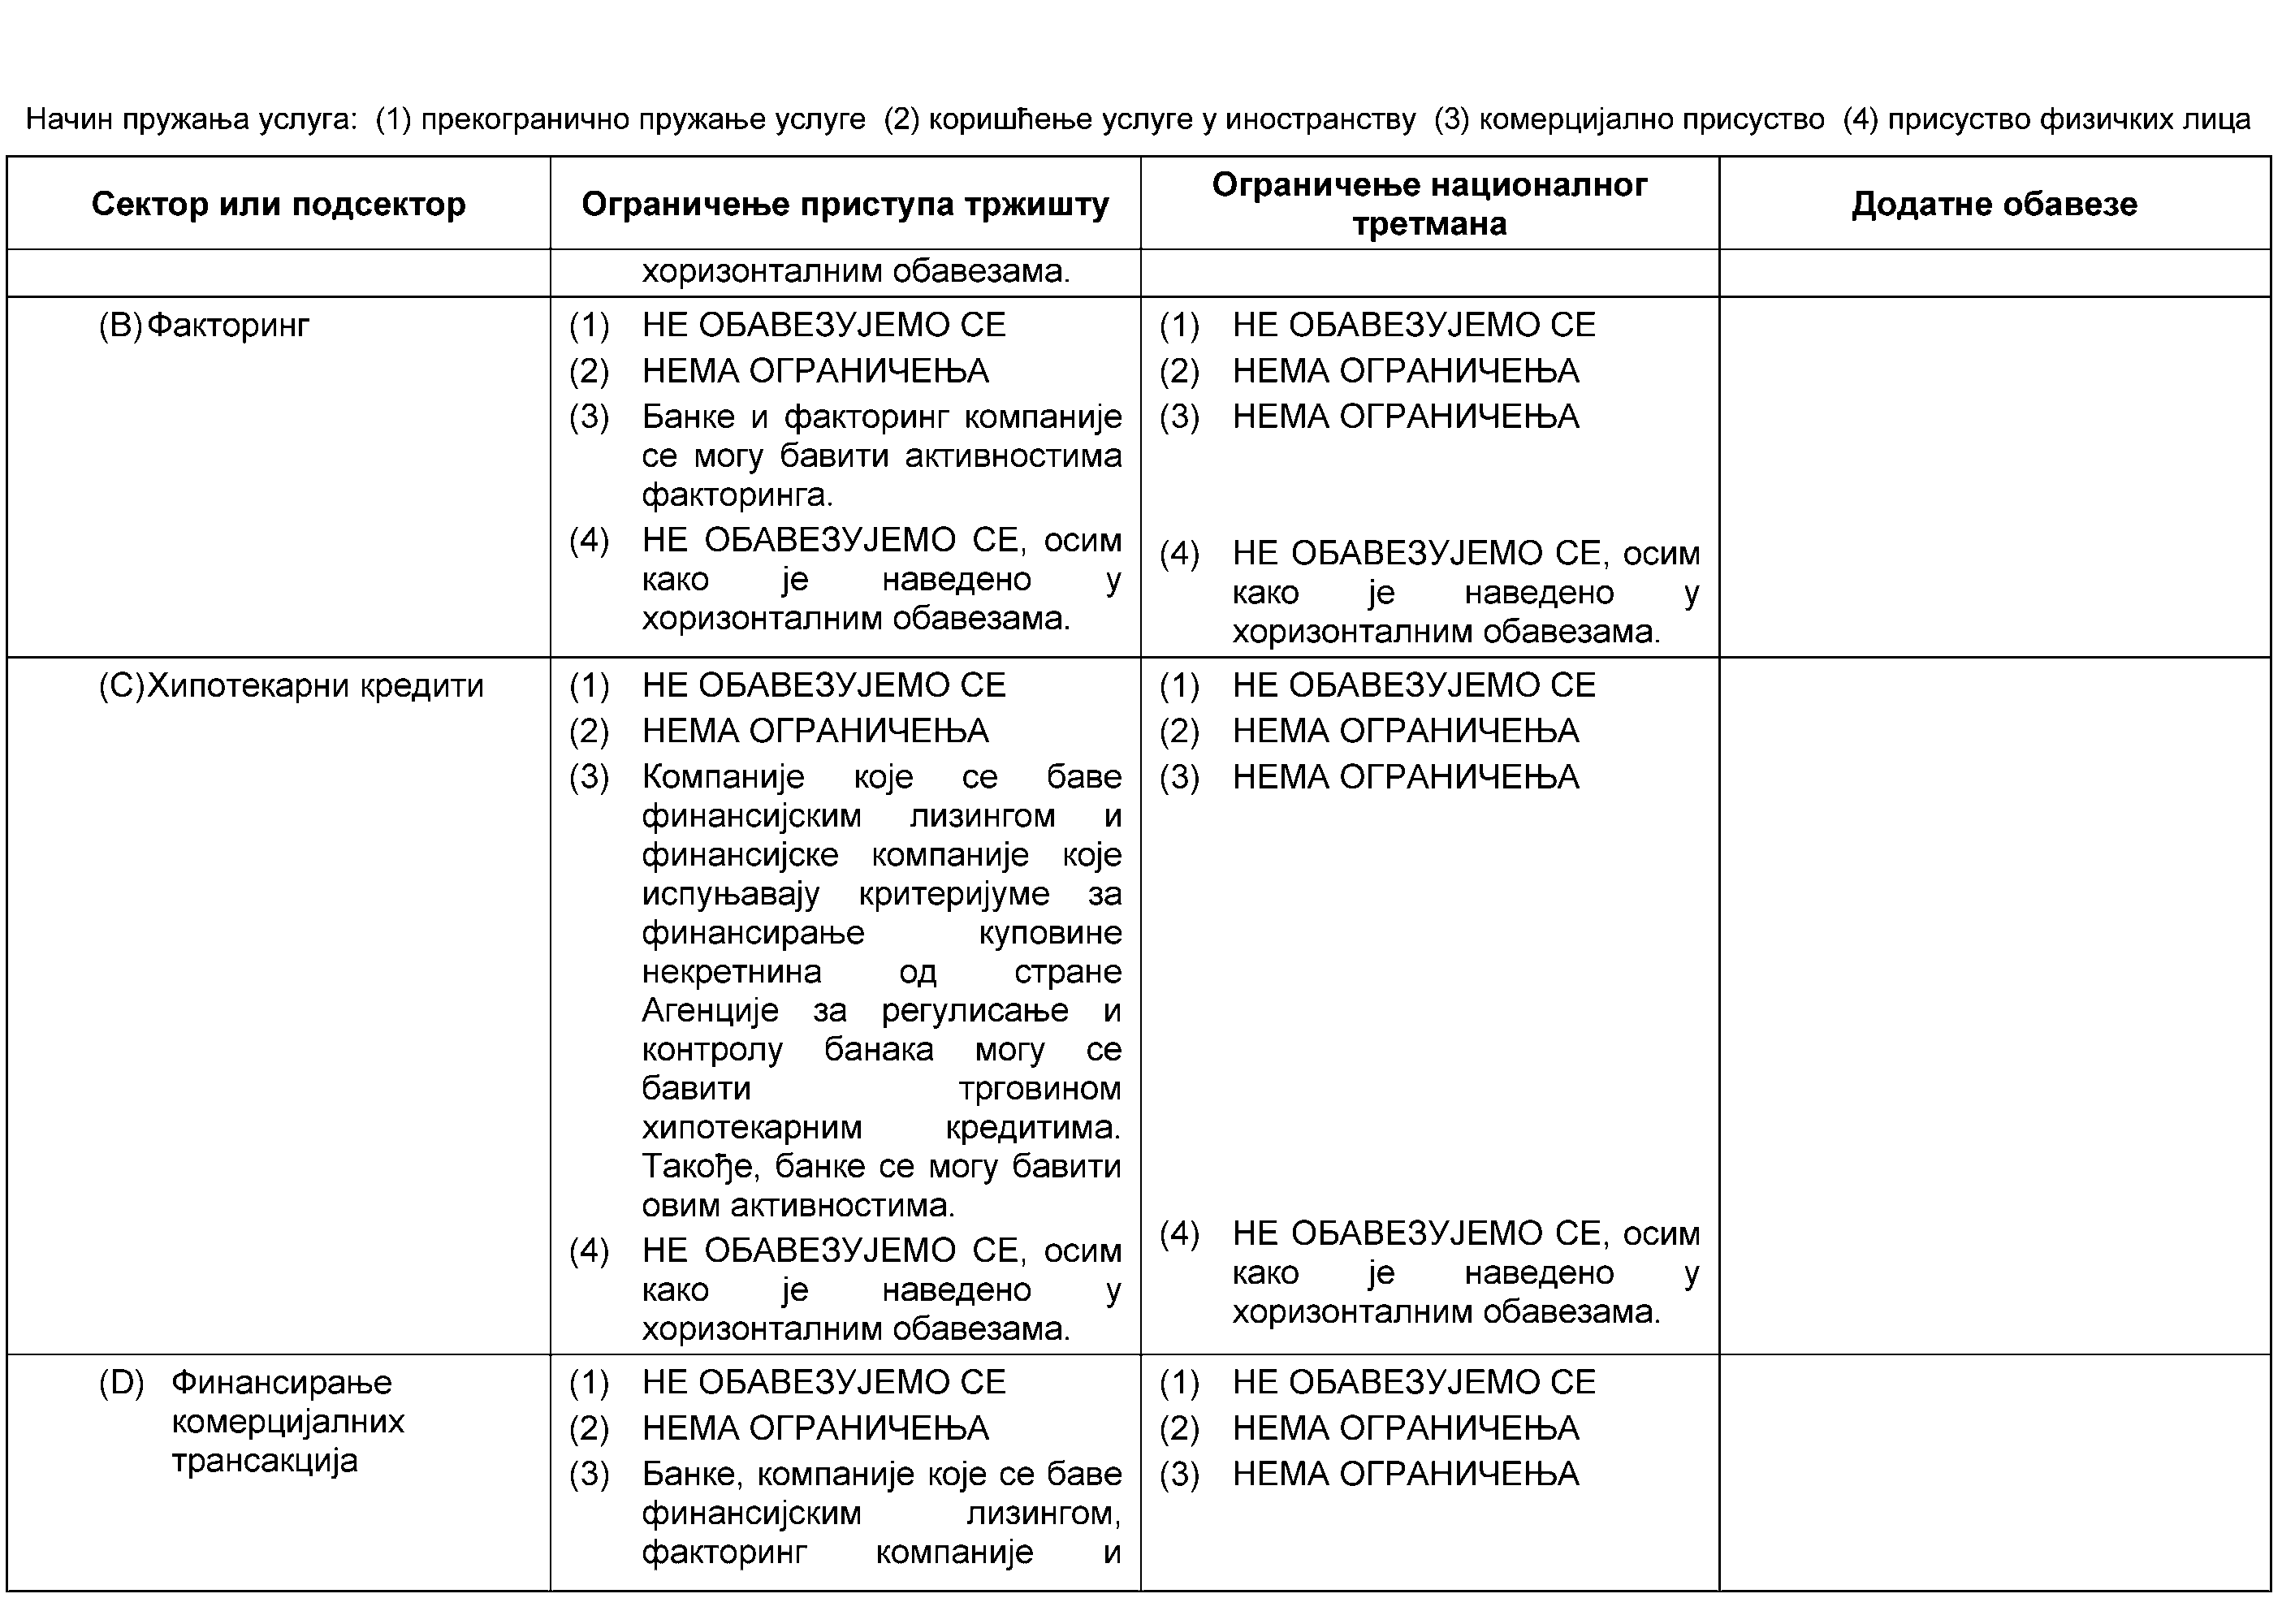 Начин пружања услуга: (1) прекогранично пружање услуге (2) коришћење услуге у иностранству (3) комерцијално присуство (4) присуство физичких лица
Сектор или подсектор
Ограничење приступа тржишту
Ограничење националног
третмана
Додатне обавезе
хоризонталним обавезама.
(B) Факторинг
(1) НЕ ОБАВЕЗУЈЕМО СЕ
(2) НЕМА ОГРАНИЧЕЊА
(3) Банке и факторинг компаније
се могу бавити активностима
факторинга.
(4) НЕ ОБАВЕЗУЈЕМО СЕ, осим
како је наведено у
хоризонталним обавезама.
(1) НЕ ОБАВЕЗУЈЕМО СЕ
(2) НЕМА ОГРАНИЧЕЊА
(3) НЕМА ОГРАНИЧЕЊА
(4) НЕ ОБАВЕЗУЈЕМО СЕ, осим
како је наведено у
хоризонталним обавезама.
(C) Хипотекарни кредити
(1) НЕ ОБАВЕЗУЈЕМО СЕ
(2) НЕМА ОГРАНИЧЕЊА
(3) Компаније које се баве
финансијским лизингом и
финансијске компаније које
испуњавају критеријуме за
финансирање куповине
некретнина од стране
Агенције за регулисање и
контролу банака могу се
бавити трговином
хипотекарним кредитима.
Такође, банке се могу бавити
овим активностима.
(4) НЕ ОБАВЕЗУЈЕМО СЕ, осим
како је наведено у
хоризонталним обавезама.
(1) НЕ ОБАВЕЗУЈЕМО СЕ
(2) НЕМА ОГРАНИЧЕЊА
(3) НЕМА ОГРАНИЧЕЊА
(4) НЕ ОБАВЕЗУЈЕМО СЕ, осим
како је наведено у
хоризонталним обавезама.
(D) Финансирање
комерцијалних
трансакција
(1) НЕ ОБАВЕЗУЈЕМО СЕ
(2) НЕМА ОГРАНИЧЕЊА
(3) Банке, компаније које се баве
финансијским лизингом,
факторинг компаније и
(1) НЕ ОБАВЕЗУЈЕМО СЕ
(2) НЕМА ОГРАНИЧЕЊА
(3) НЕМА ОГРАНИЧЕЊА